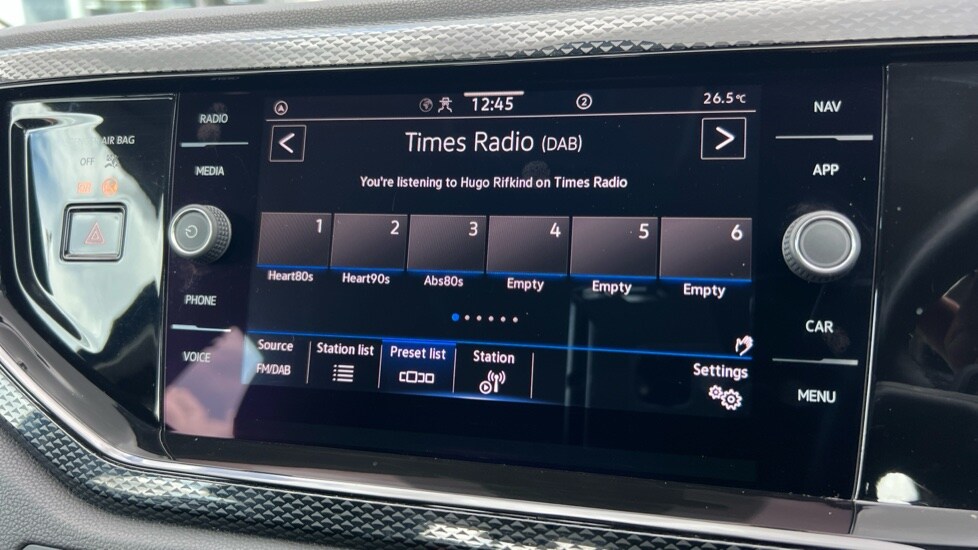 AIR BAG
OFF
RADIO
MEDIA
PHONE
VOICE
12:45
2
26.5°C
Times Radio (DAB)
You're listening to Hugo Rifkind on Times Radio
1 2 3 4 5 6
Heart80s Heart90s Abs80s Empty Empty Empty
Source Station list Preset list Station Settings
FM/DAB
NAV
APP
CAR
MENU